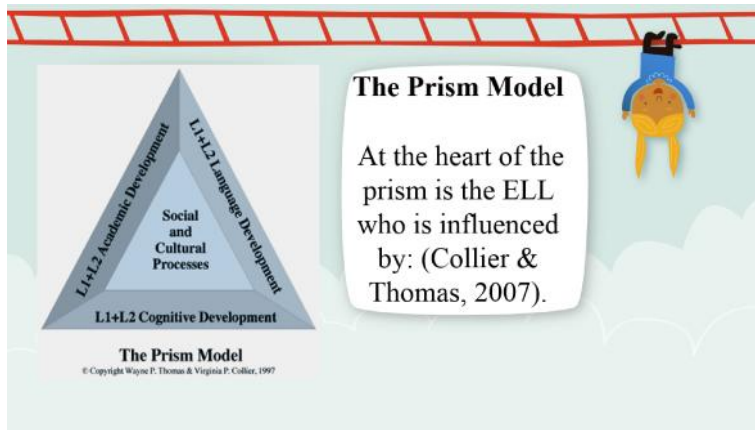 L1+L2 Academic Development
L1+L2 Language Development
Social
and
Cultural
Processes
L1+L2 Cognitive Development
The Prism Model
© Copyright Wayne P. Thomas & Virginia P. Collier, 1997
The Prism Model
At the heart of the
prism is the ELL
who is influenced
by: (Collier &
Thomas, 2007).